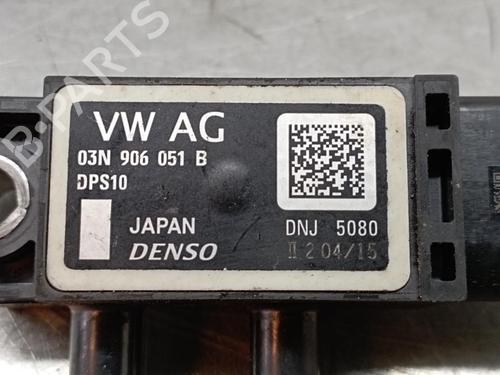 VW AG
03N 906 051 B
DPS10
JAPAN
DNJ 5080
DENSO
II 2 04/15
B-PARTS